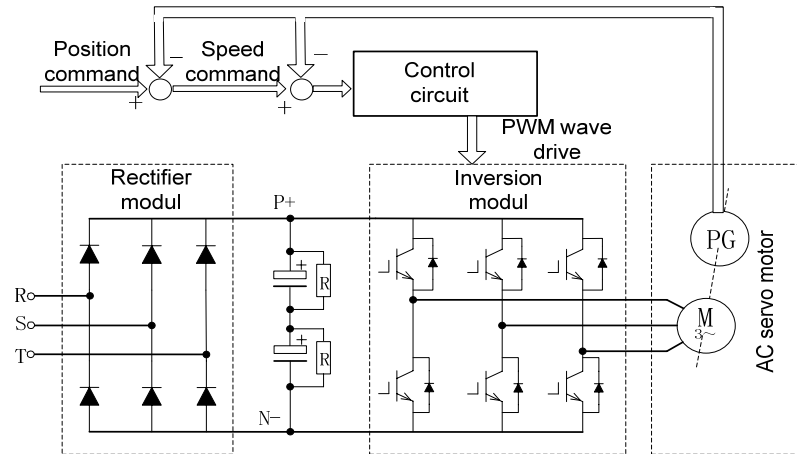 Position
command
Speed
command
−
−
+
+
Control
circuit
PWM wave
drive
Rectifier
modul
P+
Inversion
modul
PG
+
R
R
S
M
3~
+
R
T
AC servo motor
N−